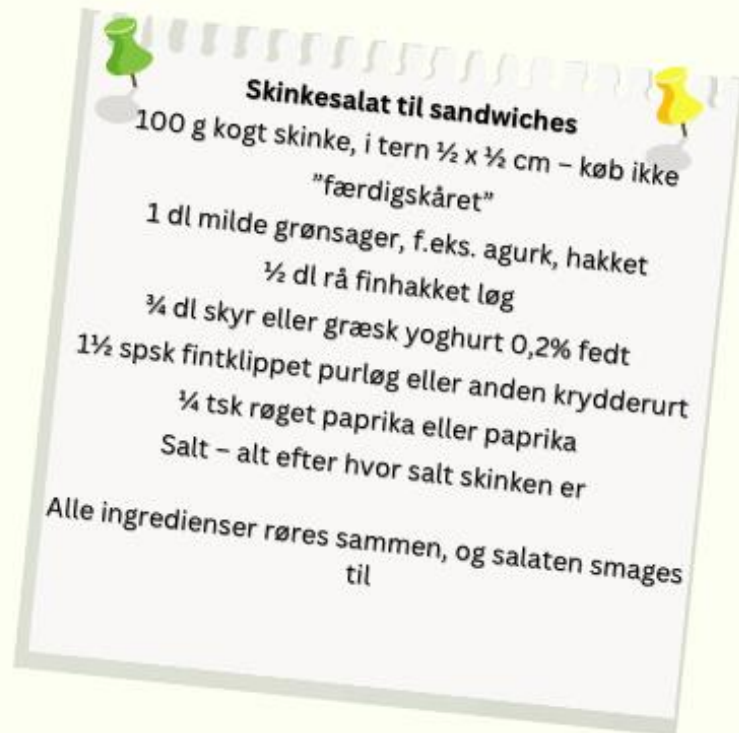 Skinkesalat til sandwiches
100 g kogt skinke, i tern ½ x ½ cm – køb ikke
”færdigskåret”
1 dl milde grønsager, f.eks. agurk, hakket
½ dl rå finhakket løg
¾ dl skyr eller græsk yoghurt 0,2% fedt
1½ spsk fintklippet purløg eller anden krydderurt
¼ tsk røget paprika eller paprika
Salt – alt efter hvor salt skinken er
Alle ingredienser røres sammen, og salaten smages
til